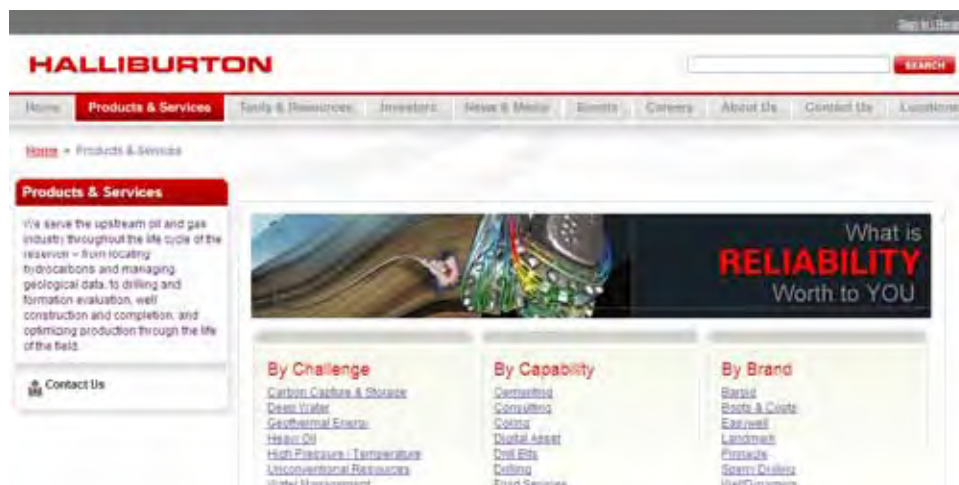 Sign In
HALLIBURTON
SEARCH
Home Products & Services Tools & Resources Investors News & Media Events Careers About Us Contact Us Locations
Home Products & Services
Products & Services
We serve the upstream oil and gas
industry throughout the life cycle of the
reservoir – from locating
hydrocarbons and managing
geological data, to drilling and
formation evaluation, well
construction and completion, and
optimizing production through the life
of the field.
Contact Us
What is
RELIABILITY
Worth to YOU
By Challenge
Carbon Capture & Storage
Deep Water
Geothermal Energy
Heavy Oil
High Pressure / Temperature
Unconventional Resources
Water Management
By Capability
Cementing
Consulting
Coring
Digital Asset
Drill Bits
Drilling
Fluid Services
By Brand
Baroid
Boots & Coots
Easywell
Landmark
Pinnacle
Sperry Drilling
WellDynamics